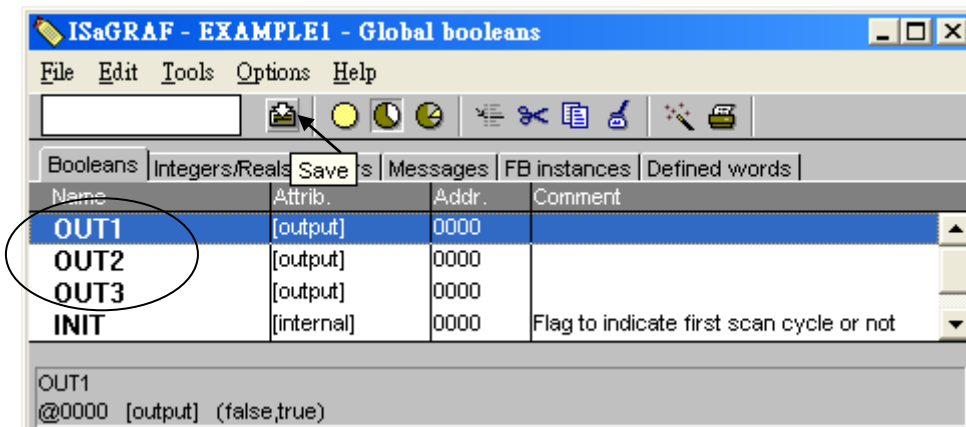 ISaGRAF - EXAMPLE1 - Global booleans
File Edit Tools Options Help
Booleans Integers/Reals Save s Messages FB instances Defined words
Name Attrib. Addr. Comment
OUT1 [output] 0000
OUT2 [output] 0000
OUT3 [output] 0000
INIT [internal] 0000 Flag to indicate first scan cycle or not
OUT1
@0000 [output] (false,true)